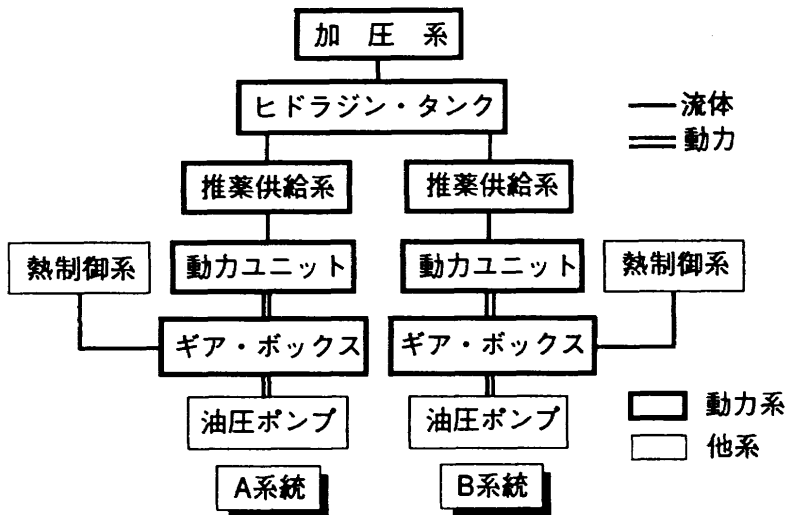 加 圧 系
ヒドラジン・タンク
流体
動力
推薬供給系
推薬供給系
熱制御系
動力ユニット
動力ユニット
熱制御系
ギア・ボックス
ギア・ボックス
油圧ポンプ
油圧ポンプ
動力系
他系
A系統
B系統